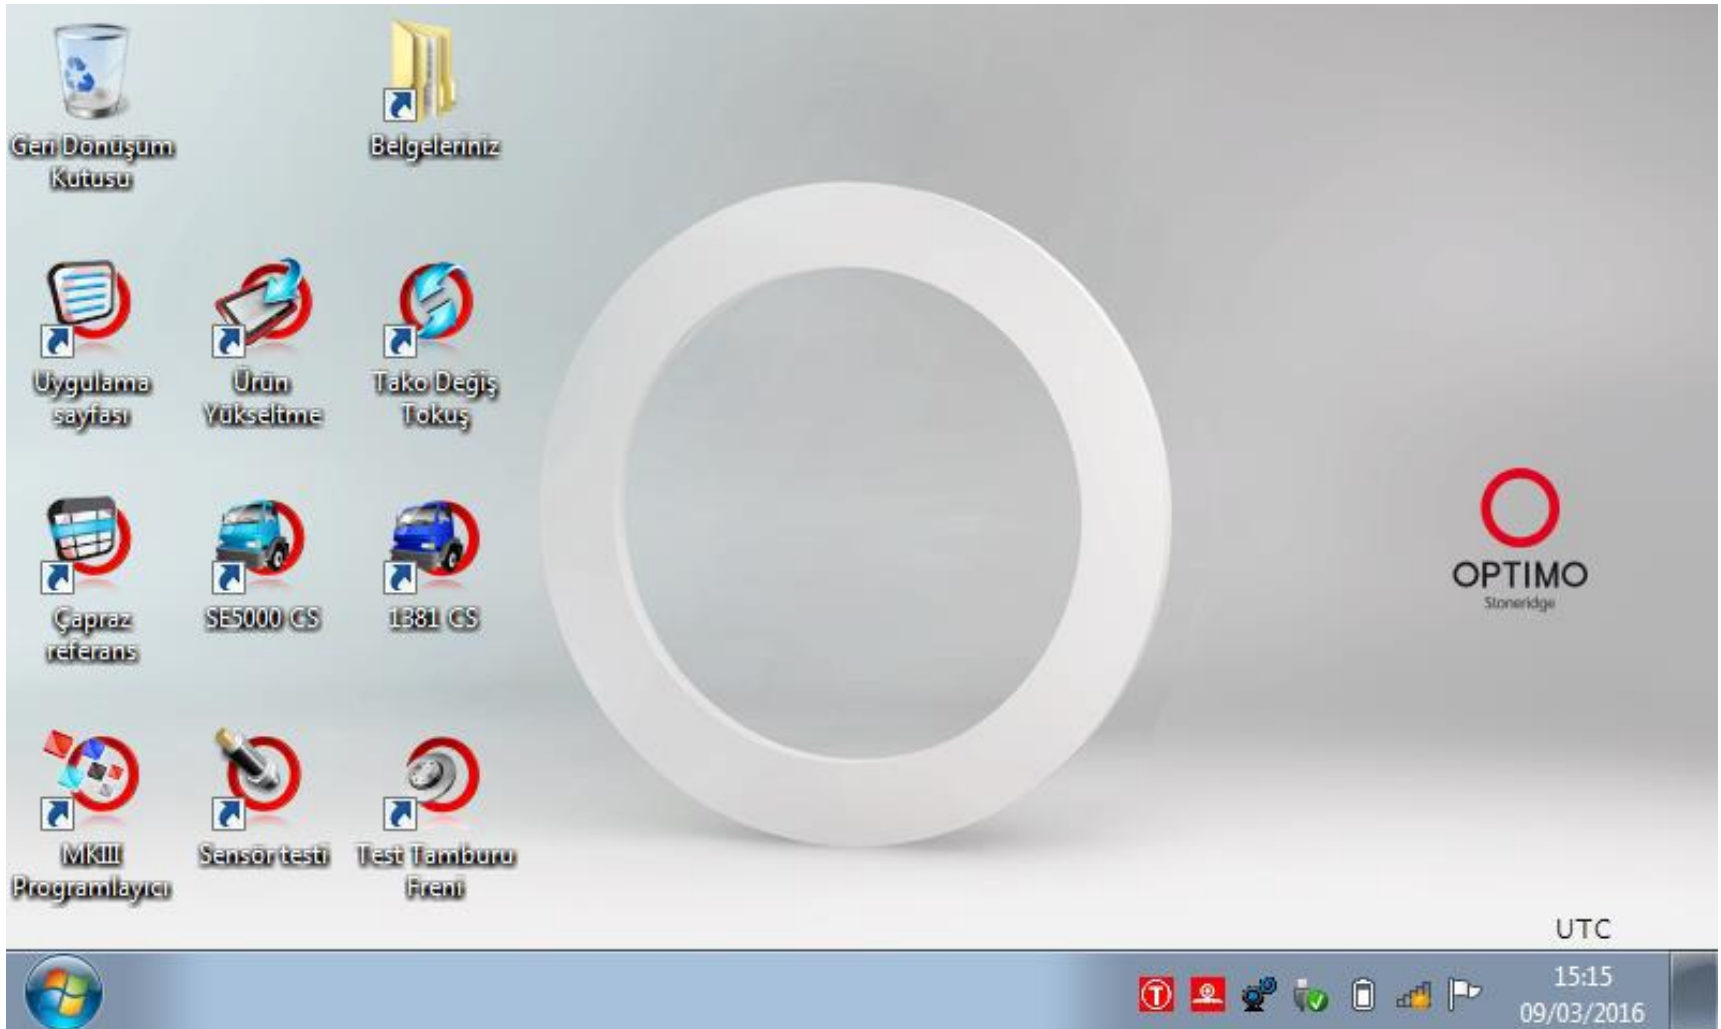 Geri Dönüşüm
Kutusu
Belgeleriniz
Uygulama
sayfası
Ürün
Yükseltme
Tako Değiş
Tokuş
Çapraz
referans
SE5000 CS
1381 CS
OPTIMO
Stoneridge
MKIII
Programlayıcı
Sensör testi
Test Tamburu
Freni
UTC
15:15
09/03/2016